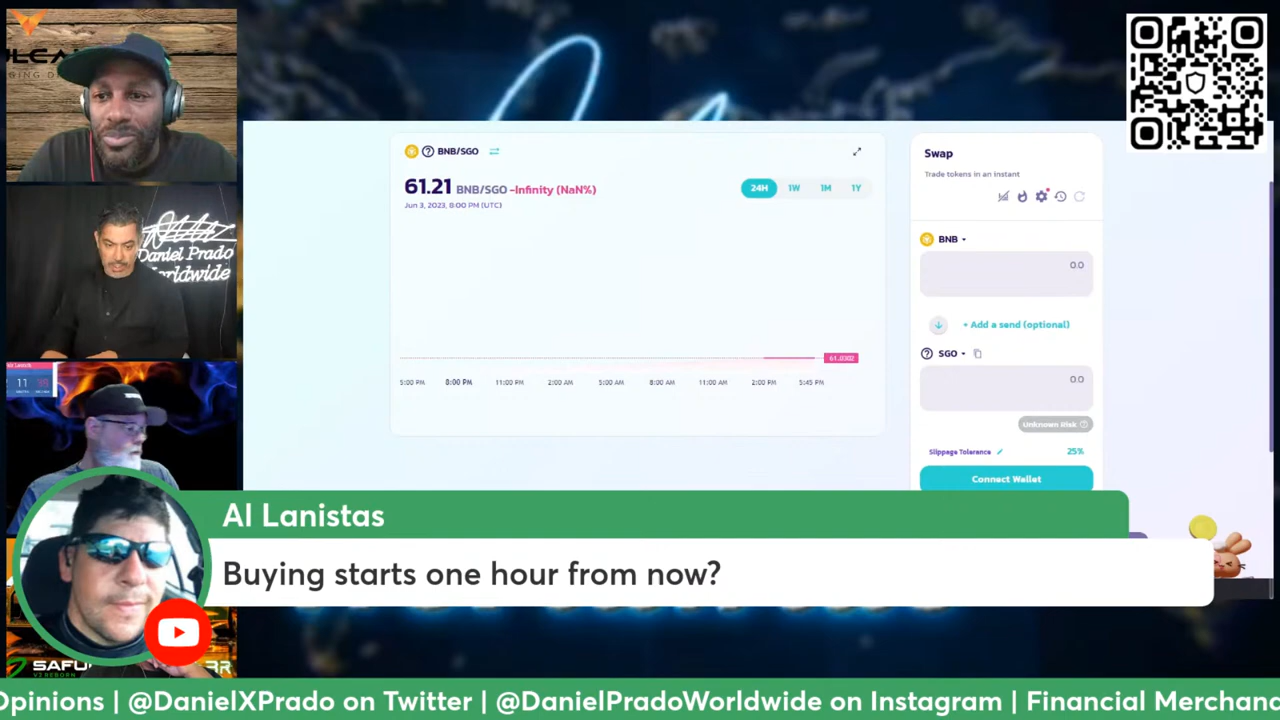 BNB/SGO
61.21 BNB/SGO -Infinity (NaN%)
Jun 3, 2023, 8:00 PM (UTC)
24H 1W 1M 1Y
61.0302
5:00 PM 8:00 PM 11:00 PM 2:00 AM 5:00 AM 8:00 AM 11:00 AM 2:00 PM 5:45 PM
Swap
Trade tokens in an instant
BNB
0.0
+ Add a send (optional)
SGO
0.0
Unknown Risk
Slippage Tolerance 25%
Connect Wallet
Daniel Prado
Worldwide
11
AI Lanistas
Buying starts one hour from now?
SAFU
Opinions | @DanielXPrado on Twitter | @DanielPradoWorldwide on Instagram | Financial